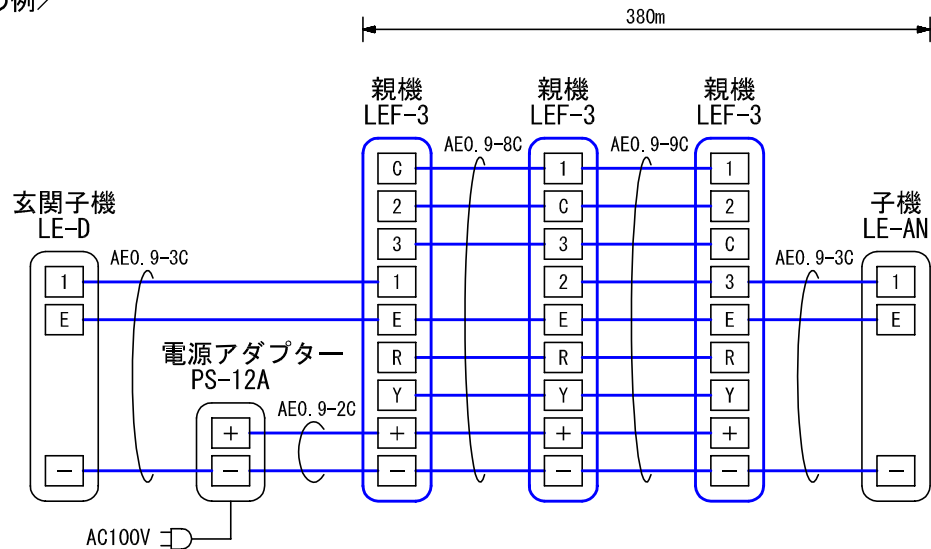 の例〉
380m
親機
LEF-3
親機
LEF-3
親機
LEF-3
玄関子機
LE-D
子機
LE-AN
AE0.9-8C
AE0.9-9C
AE0.9-3C
AE0.9-3C
C 1 1
2 C 2
3 3 C
1 1 2 3 1
E E E E E
R R R
Y Y Y
電源アダプター
PS-12A
AE0.9-2C
+ + + +
- - - - - -
AC100V